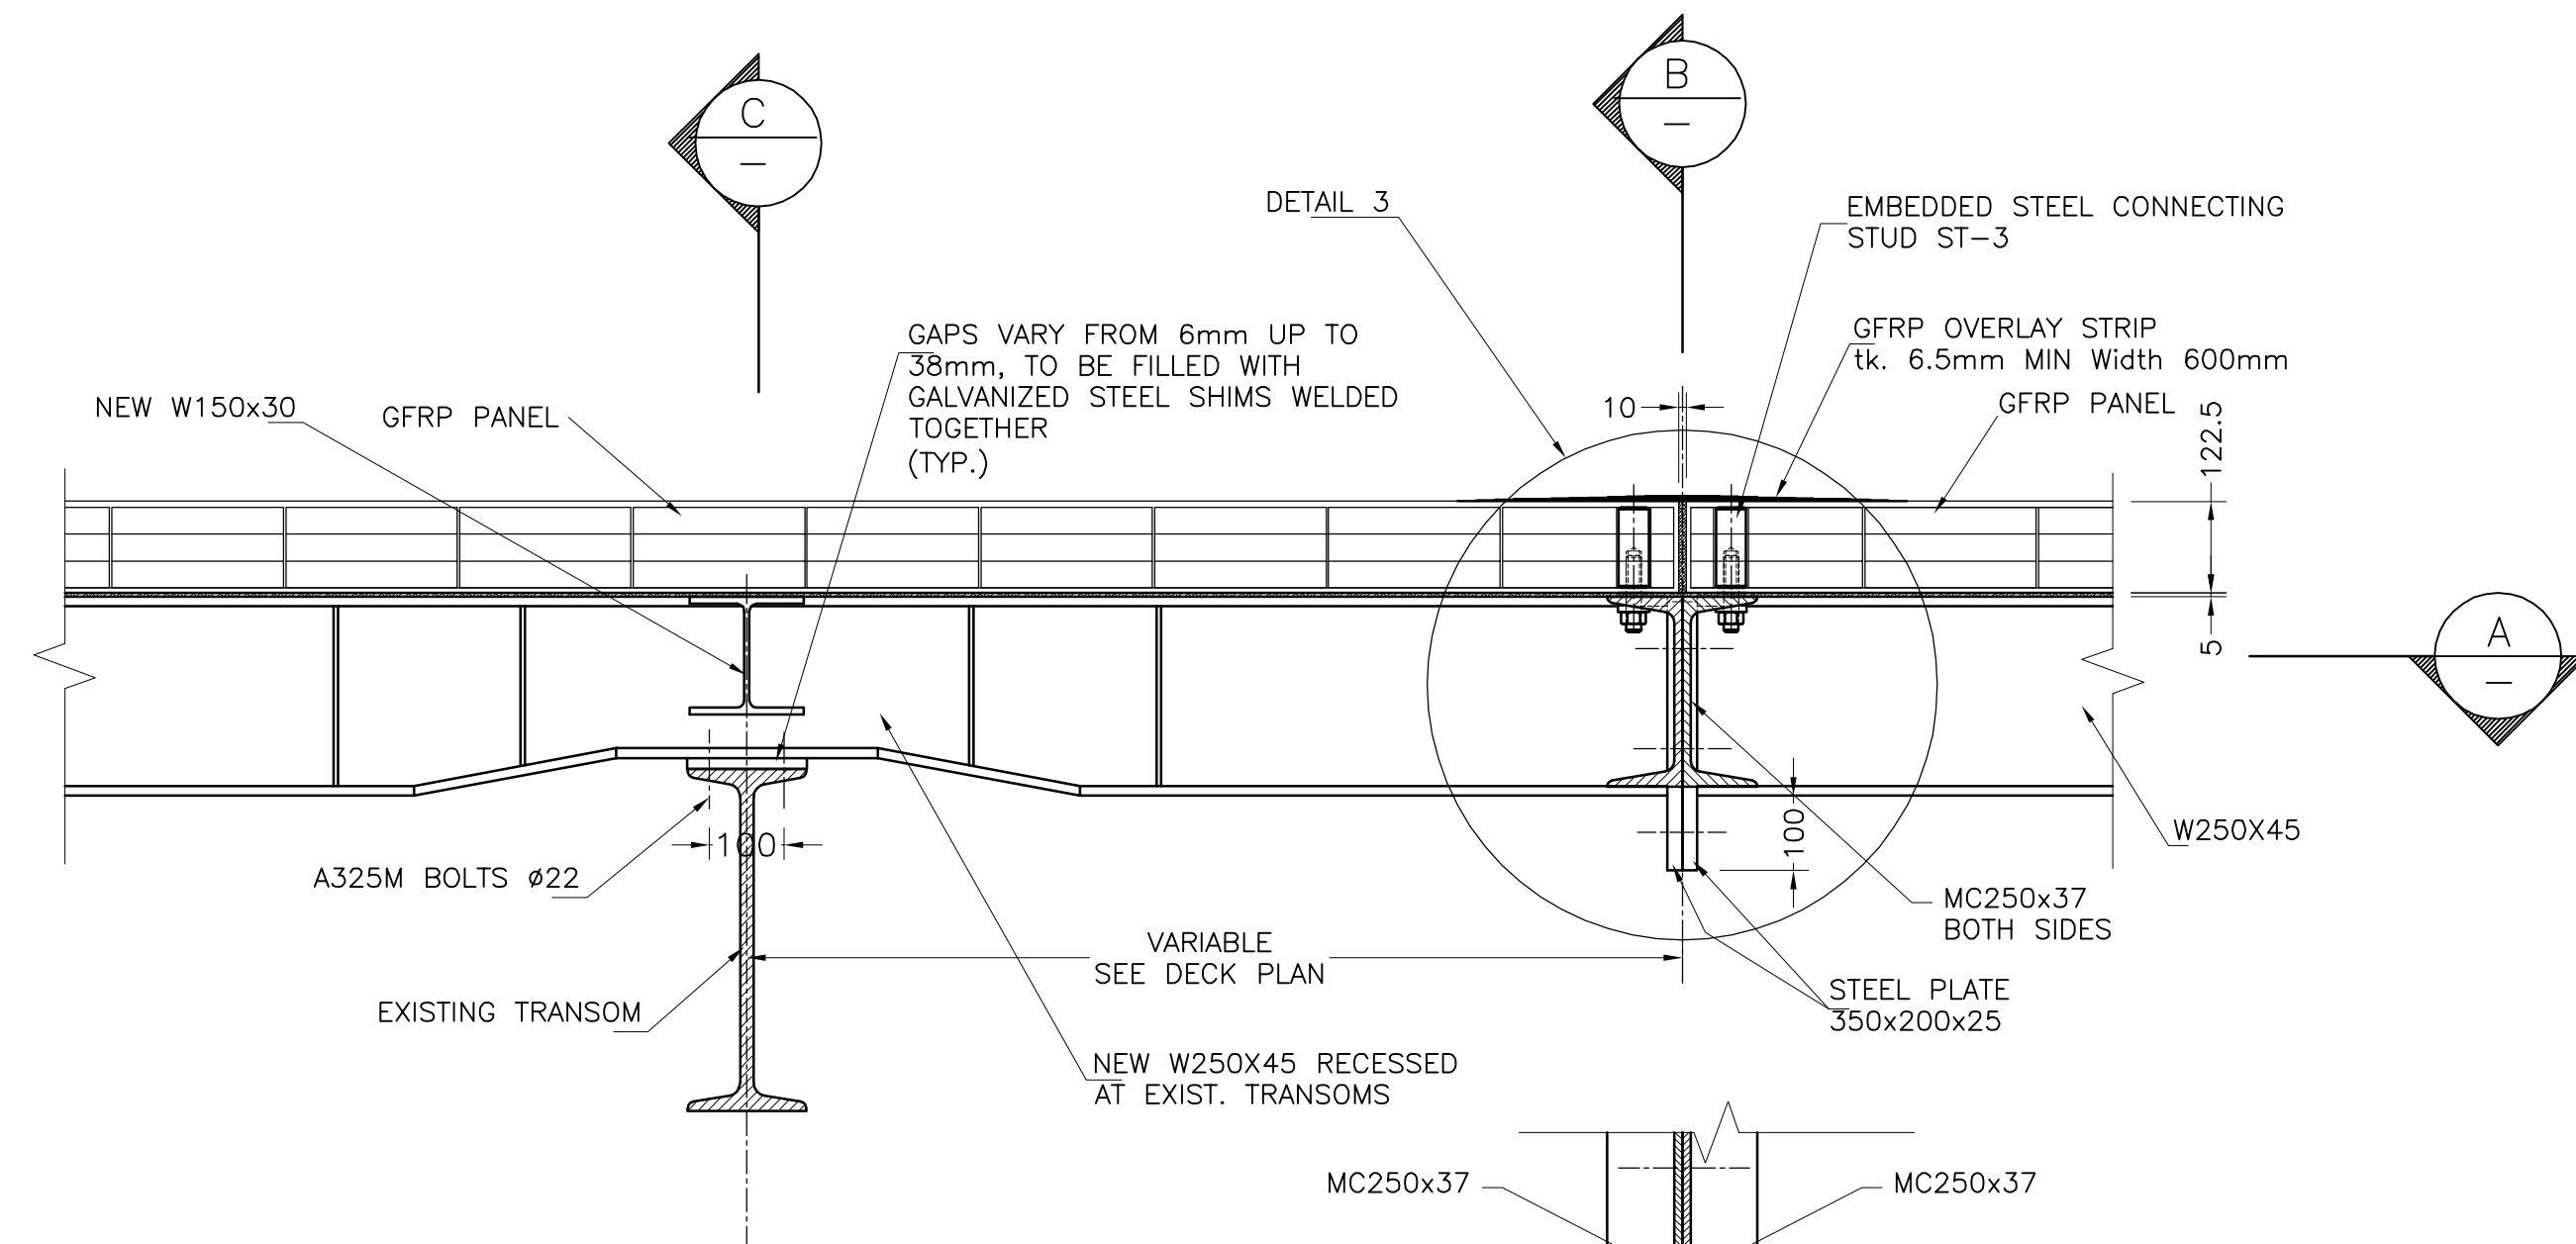 C
—
B
—
DETAIL 3
EMBEDDED STEEL CONNECTING
STUD ST-3
GAPS VARY FROM 6mm UP TO
38mm, TO BE FILLED WITH
GALVANIZED STEEL SHIMS WELDED
TOGETHER
(TYP.)
GFRP OVERLAY STRIP
tk. 6.5mm MIN Width 600mm
NEW W150x30
GFRP PANEL
10
GFRP PANEL
122.5
5
A
—
100
A325M BOLTS ø22
100
W250X45
MC250x37
BOTH SIDES
VARIABLE
SEE DECK PLAN
EXISTING TRANSOM
STEEL PLATE
350x200x25
NEW W250X45 RECESSED
AT EXIST. TRANSOMS
MC250x37
MC250x37